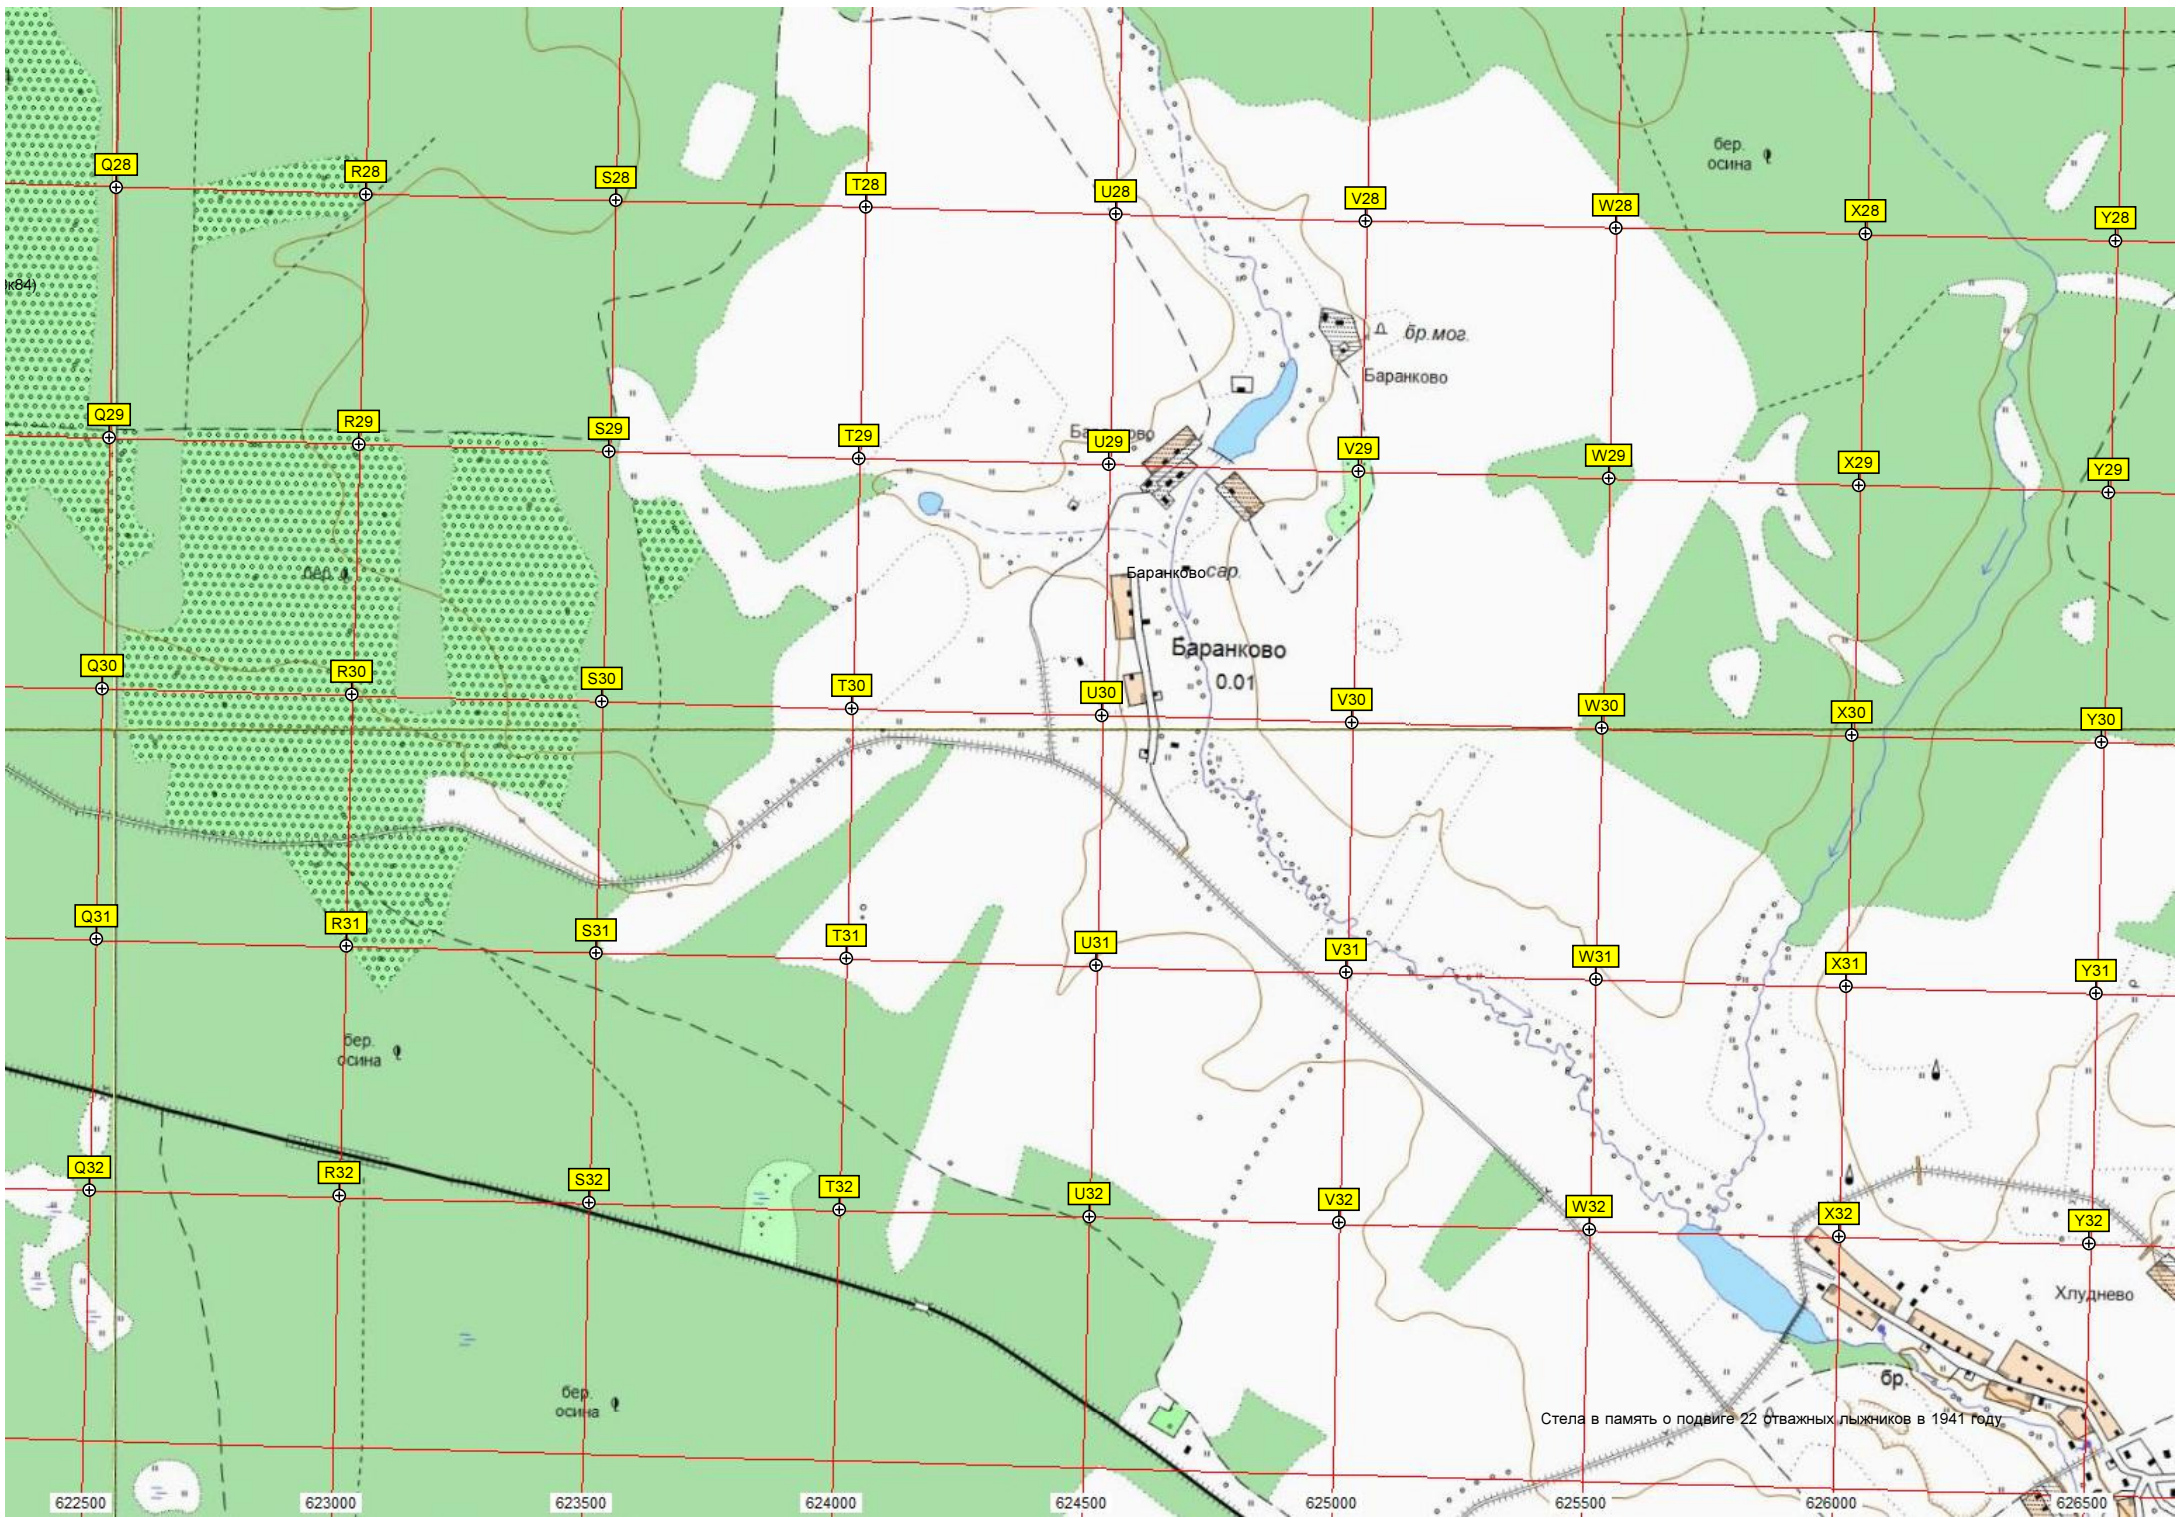 Q28
R28
S28
T28
U28
V28
W28
X28
Y28
бер.
осина
к84)
бр.мог.
Баранково
Q29
R29
S29
T29
U29
V29
W29
X29
Y29
бер.
Баранково
сар.
Баранково
0.01
Q30
R30
S30
T30
U30
V30
W30
X30
Y30
Q31
R31
S31
T31
U31
V31
W31
X31
Y31
бер.
осина
Q32
R32
S32
T32
U32
V32
W32
X32
Y32
Хлуднево
бр.
бер.
осина
Стела в память о подвиге 22 отважных лыжников в 1941 году
622500
623000
623500
624000
624500
625000
625500
626000
626500